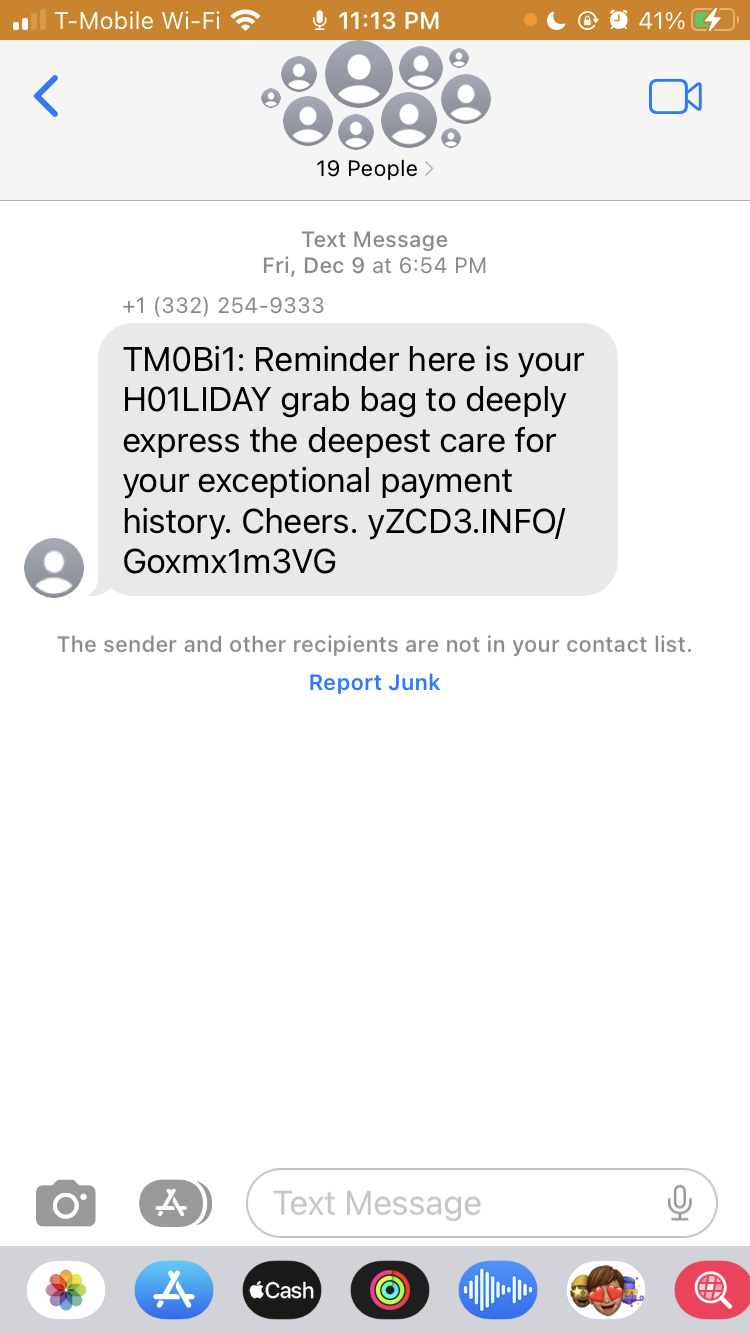 T-Mobile Wi-Fi 11:13 PM 41%
19 People
Text Message
Fri, Dec 9 at 6:54 PM
+1 (332) 254-9333
TM0Bi1: Reminder here is your
H01LIDAY grab bag to deeply
express the deepest care for
your exceptional payment
history. Cheers. yZCD3.INFO/
Goxmx1m3VG
The sender and other recipients are not in your contact list.
Report Junk
Text Message
Cash